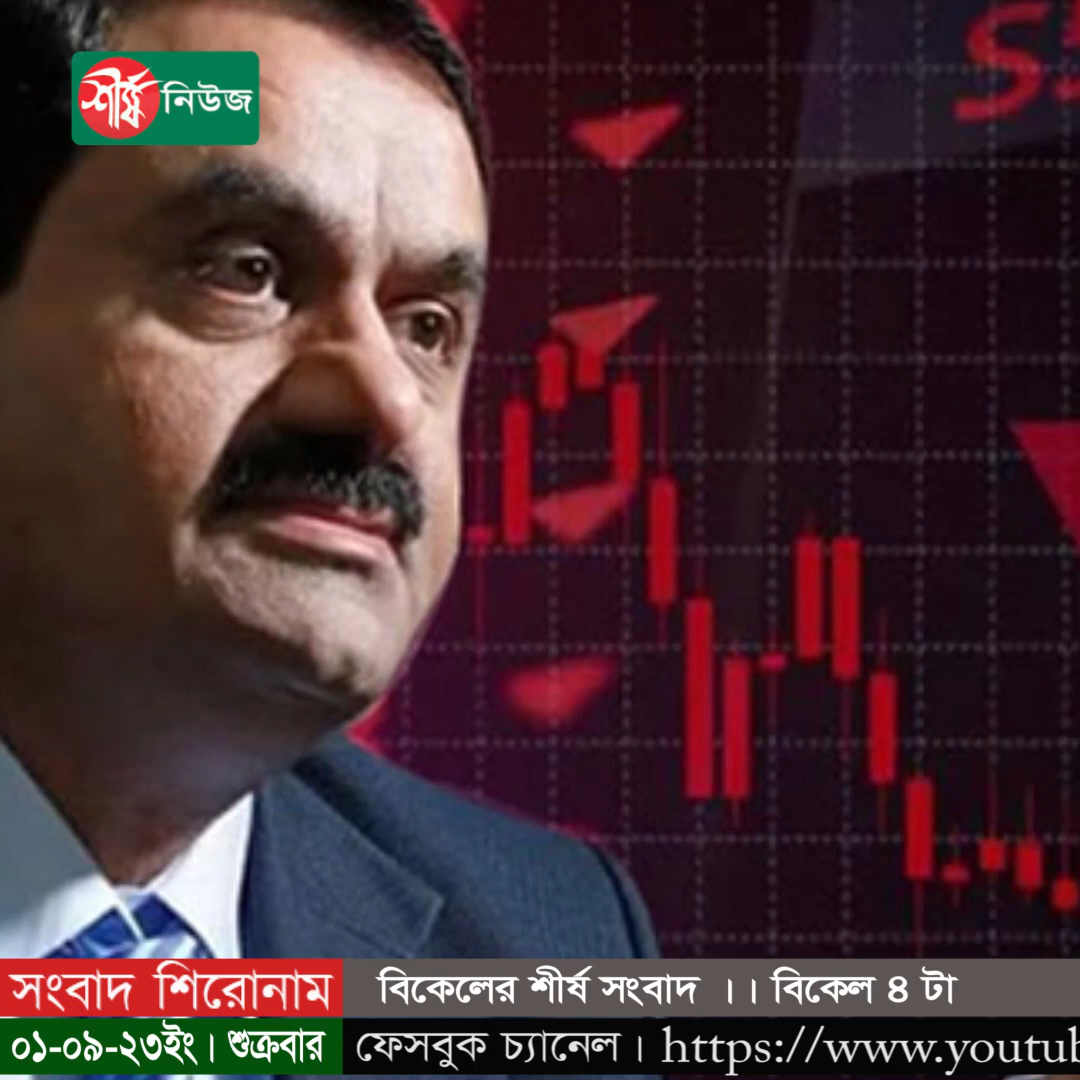 শীর্ষ নিউজ
সংবাদ শিরোনাম
বিকেলের শীর্ষ সংবাদ ।। বিকেল ৪ টা
০১-০৯-২৩ইং। শুক্রবার
ফেসবুক চ্যানেল । https://www.youtub